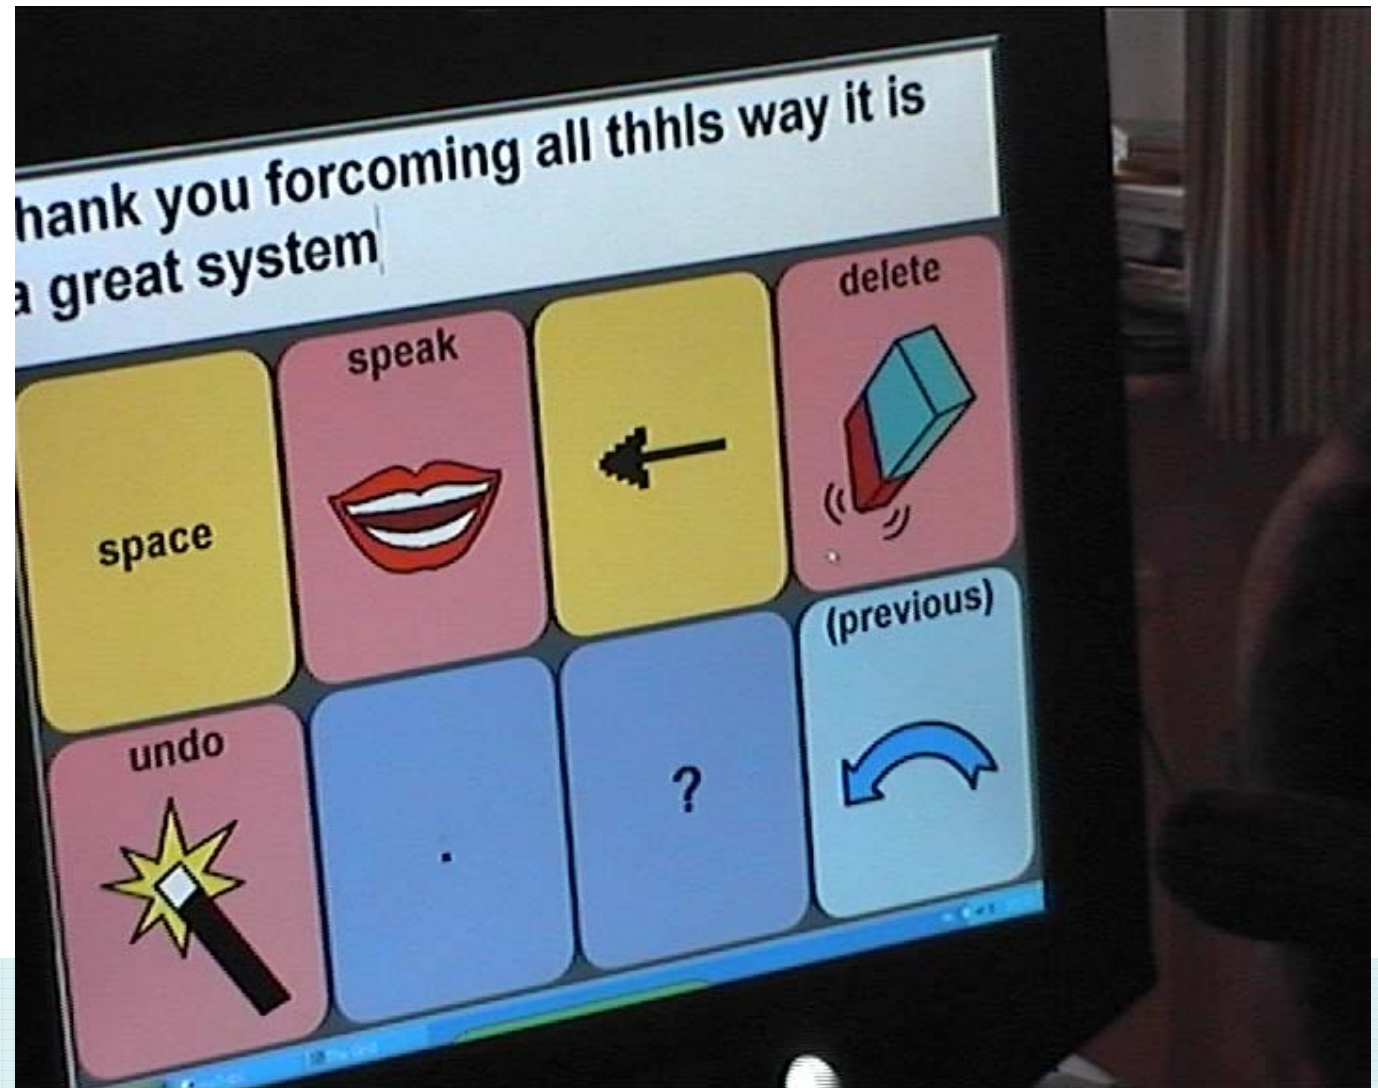 hank you forcoming all thhls way it is
a great system
delete
speak
space
(previous)
undo
.
?